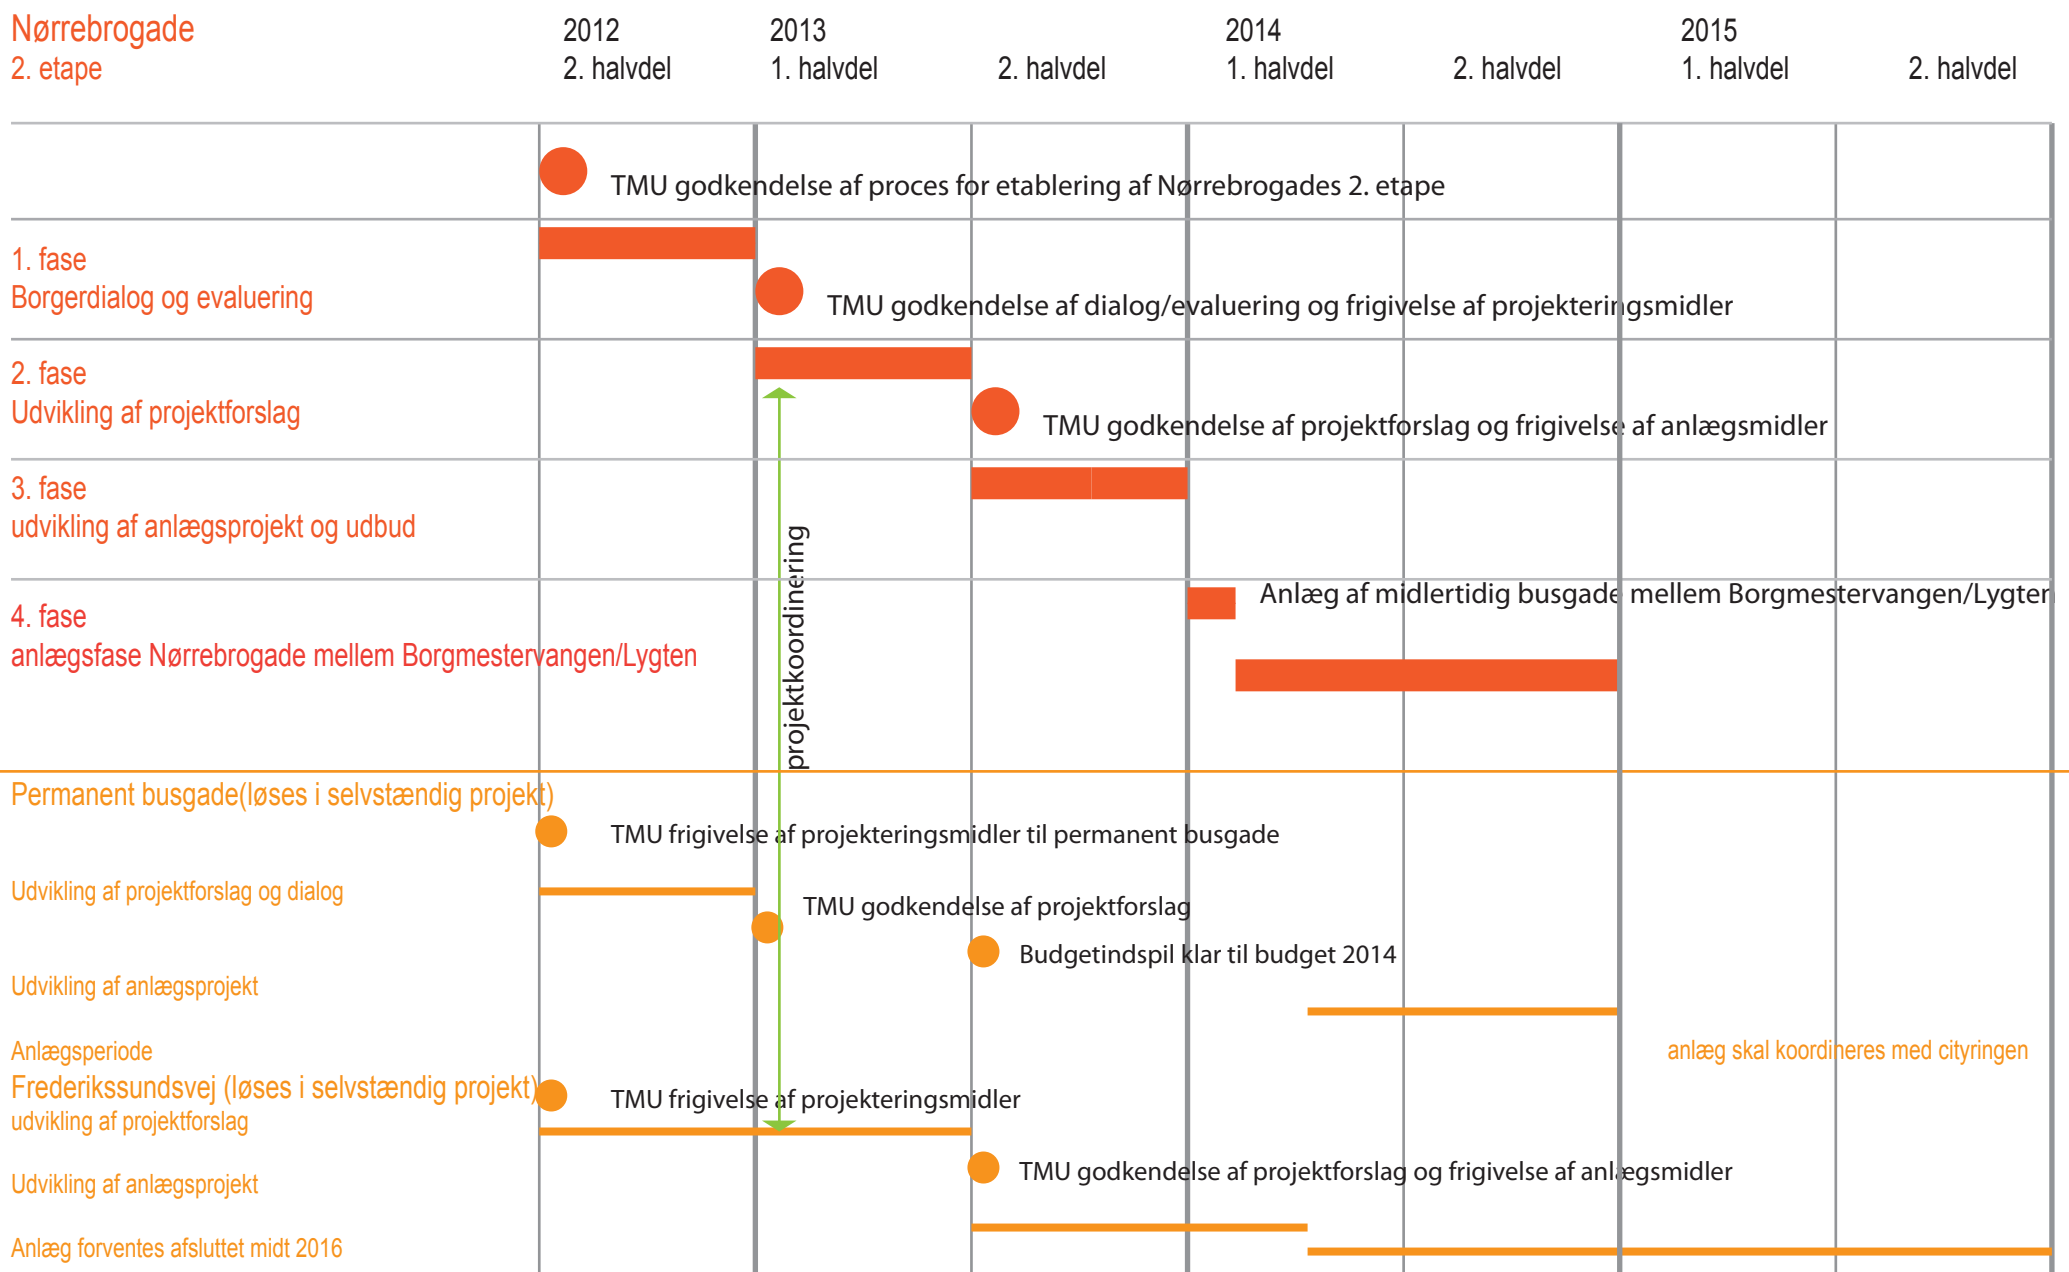 Nørrebrogade
2. etape
2012
2. halvdel
2013
1. halvdel
2. halvdel
2014
1. halvdel
2. halvdel
2015
1. halvdel
2. halvdel
TMU godkendelse af proces for etablering af Nørrebrogades 2. etape
1. fase
Borgerdialog og evaluering
TMU godkendelse af dialog/evaluering og frigivelse af projekteringsmidler
2. fase
Udvikling af projektforslag
TMU godkendelse af projektforslag og frigivelse af anlægsmidler
3. fase
udvikling af anlægsprojekt og udbud
projektkoordinering
4. fase
anlægsfase Nørrebrogade mellem Borgmestervangen/Lygten
Anlæg af midlertidig busgade mellem Borgmestervangen/Lygten
Permanent busgade(løses i selvstændig projekt)
TMU frigivelse af projekteringsmidler til permanent busgade
Udvikling af projektforslag og dialog
TMU godkendelse af projektforslag
Budgetindspil klar til budget 2014
Udvikling af anlægsprojekt
Anlægsperiode
anlæg skal koordineres med cityringen
Frederikssundsvej (løses i selvstændig projekt)
TMU frigivelse af projekteringsmidler
udvikling af projektforslag
TMU godkendelse af projektforslag og frigivelse af anlægsmidler
Udvikling af anlægsprojekt
Anlæg forventes afsluttet midt 2016